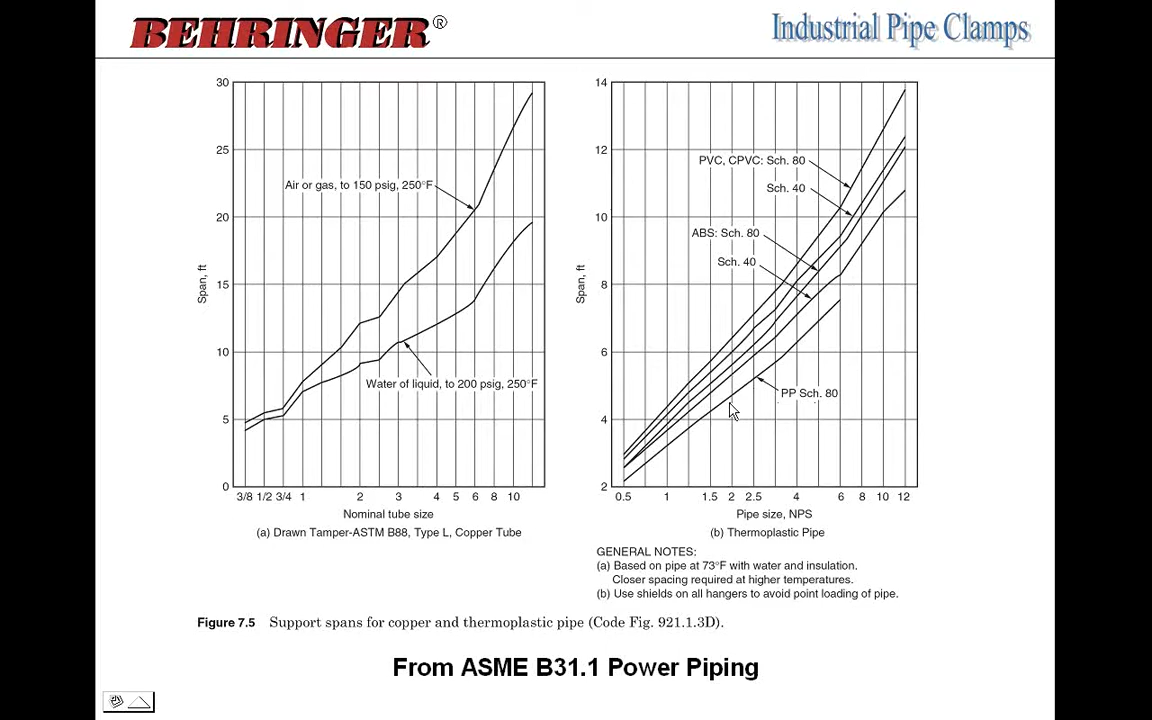 BEHRINGER®
Industrial Pipe Clamps
30
25
20
15
10
5
0
Span, ft
Air or gas, to 150 psig, 250°F
Water of liquid, to 200 psig, 250°F
3/8 1/2 3/4 1 2 3 4 5 6 8 10
Nominal tube size
(a) Drawn Tamper-ASTM B88, Type L, Copper Tube
14
12
10
8
6
4
2
Span, ft
PVC, CPVC: Sch. 80
Sch. 40
ABS: Sch. 80
Sch. 40
PP Sch. 80
0.5 1 1.5 2 2.5 4 6 8 10 12
Pipe size, NPS
(b) Thermoplastic Pipe
GENERAL NOTES:
(a) Based on pipe at 73°F with water and insulation.
Closer spacing required at higher temperatures.
(b) Use shields on all hangers to avoid point loading of pipe.
Figure 7.5 Support spans for copper and thermoplastic pipe (Code Fig. 921.1.3D).
From ASME B31.1 Power Piping